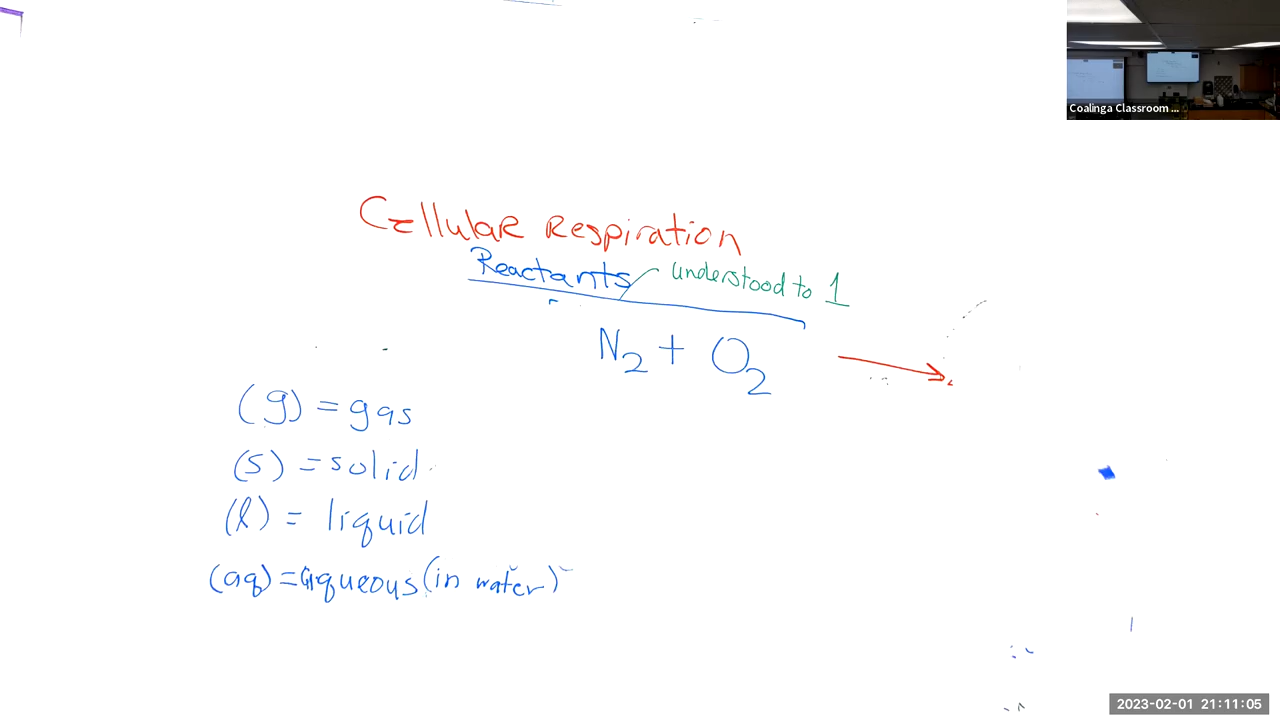 Coalinga Classroom ...
Cellular Respiration
Reactants understood to 1
N2 + O2 →
(g) = gas
(s) = solid
(l) = liquid
(aq) = aqueous (in water)
2023-02-01 21:11:05